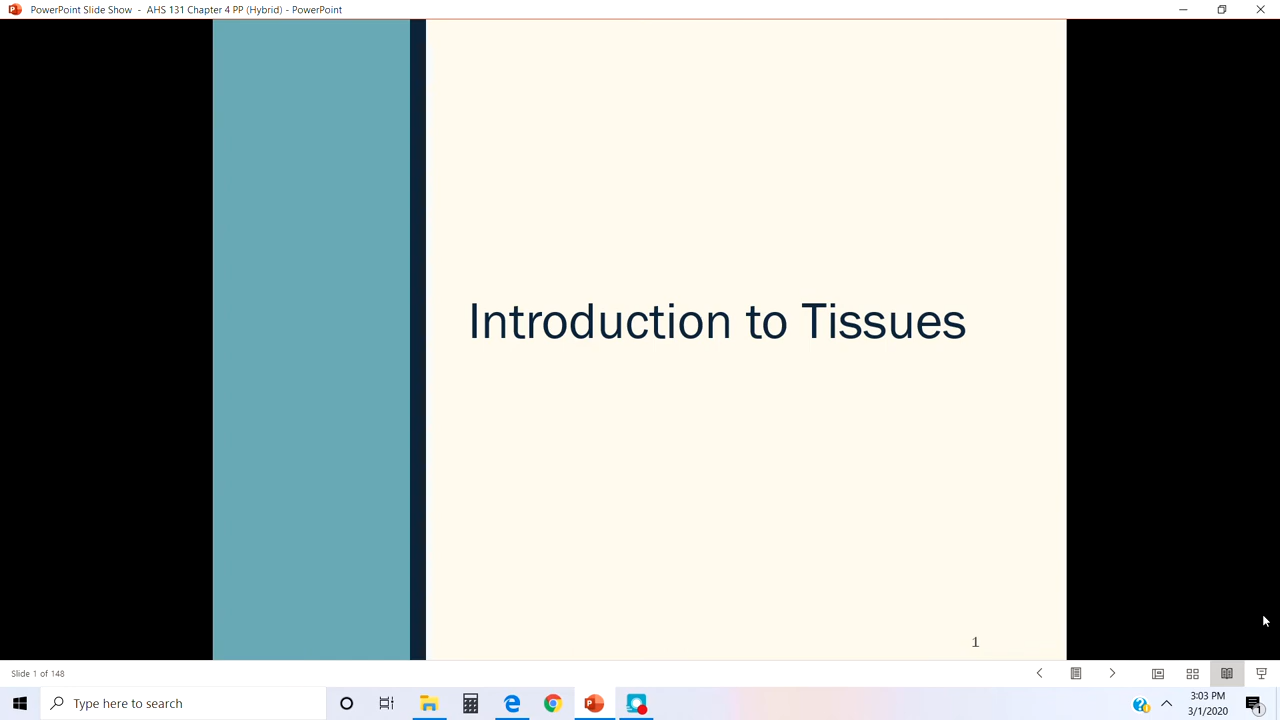 PowerPoint Slide Show - AHS 131 Chapter 4 PP (Hybrid) - PowerPoint
Introduction to Tissues
1
Slide 1 of 148
Type here to search
3:03 PM
3/1/2020
1